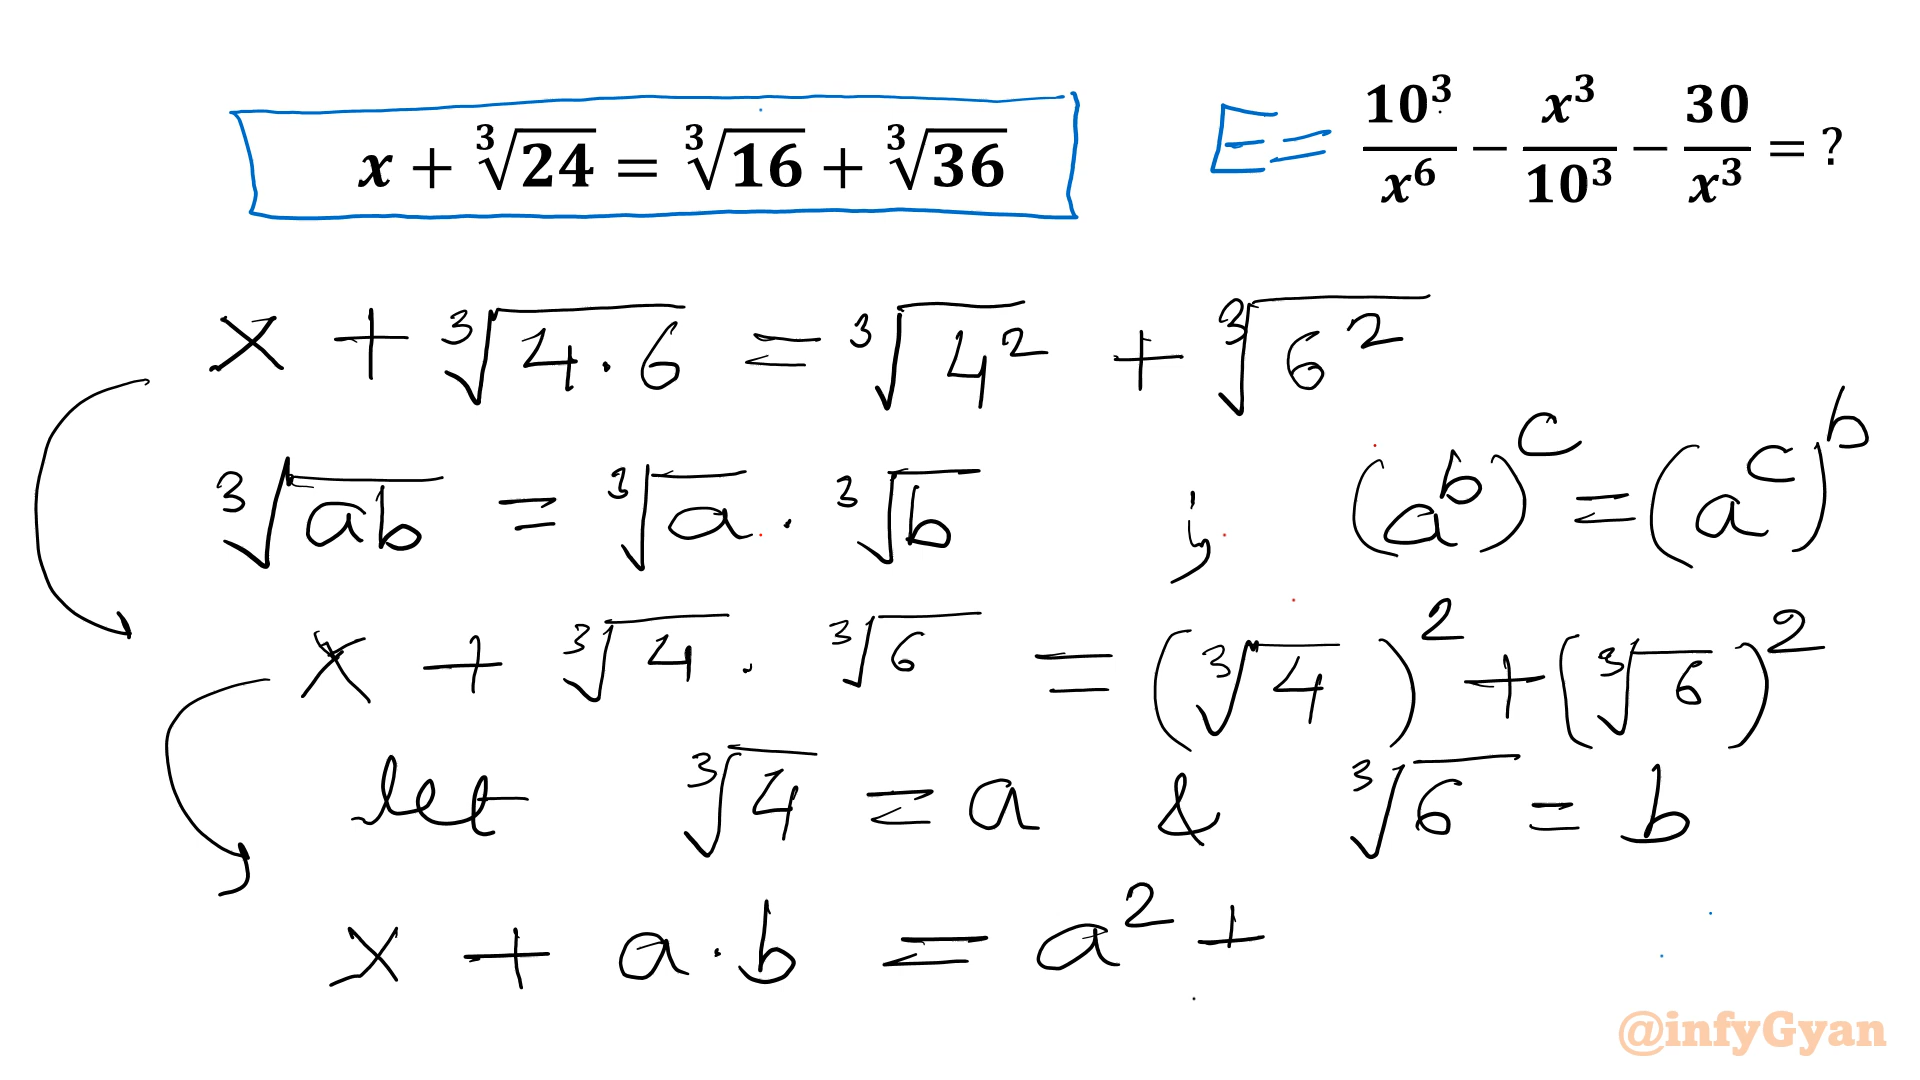 x + ∛24 = ∛16 + ∛36
E = 10³/x⁶ − x³/10³ − 30/x³ = ?
x + ∛(4·6) = ∛(4²) + ∛(6²)
∛(ab) = ∛a · ∛b ; (a^b)^c = (a^c)^b
x + ∛4 · ∛6 = (∛4)² + (∛6)²
let ∛4 = a & ∛6 = b
x + a·b = a² +
@infyGyan